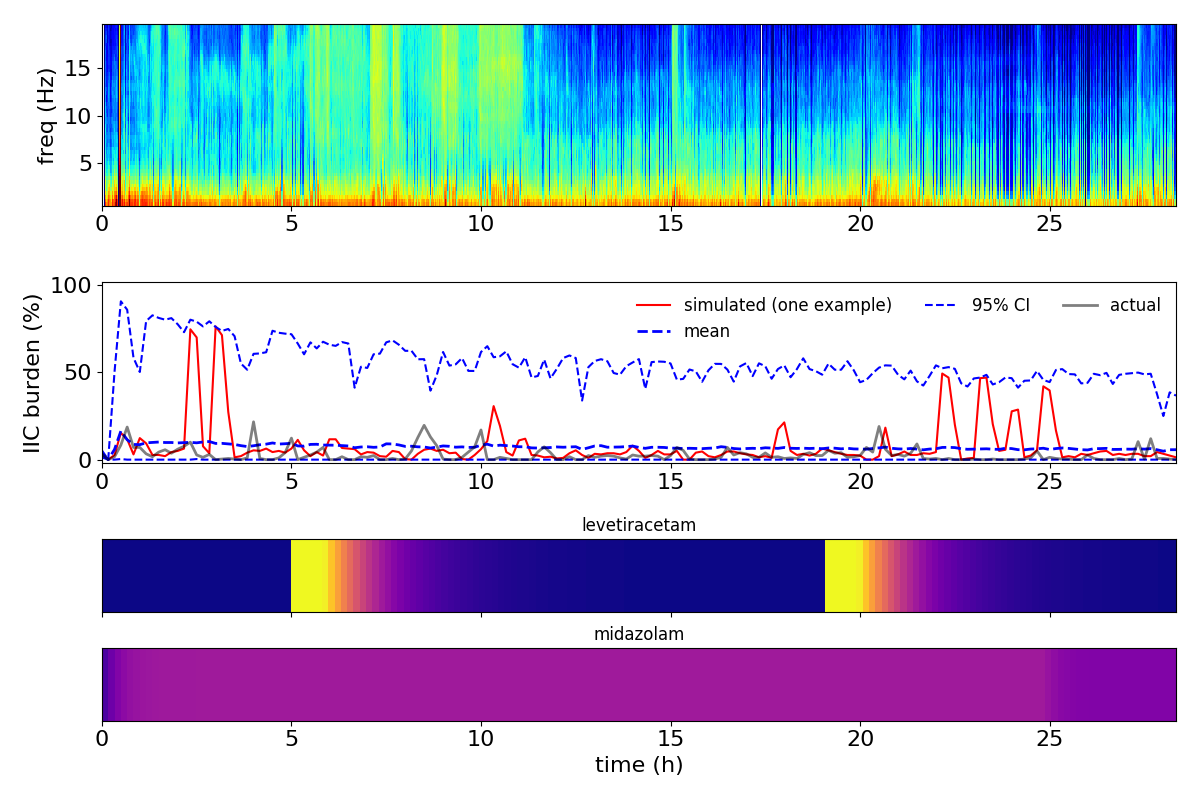 freq (Hz)
15
10
5
0 5 10 15 20 25
IIC burden (%)
100
50
0
simulated (one example)
mean
95% CI
actual
0 5 10 15 20 25
levetiracetam
midazolam
0 5 10 15 20 25
time (h)